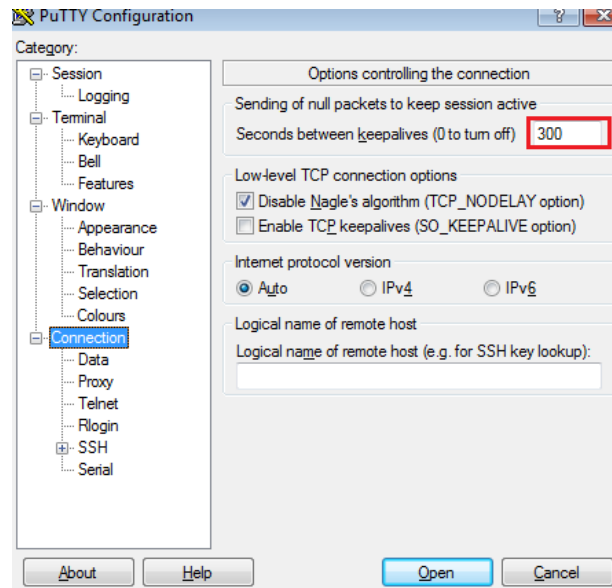 PuTTY Configuration
Category:
Session
Logging
Terminal
Keyboard
Bell
Features
Window
Appearance
Behaviour
Translation
Selection
Colours
Connection
Data
Proxy
Telnet
Rlogin
SSH
Serial
Options controlling the connection
Sending of null packets to keep session active
Seconds between keepalives (0 to turn off) 300
Low-level TCP connection options
Disable Nagle's algorithm (TCP_NODELAY option)
Enable TCP keepalives (SO_KEEPALIVE option)
Internet protocol version
Auto IPv4 IPv6
Logical name of remote host
Logical name of remote host (e.g. for SSH key lookup):
About Help Open Cancel